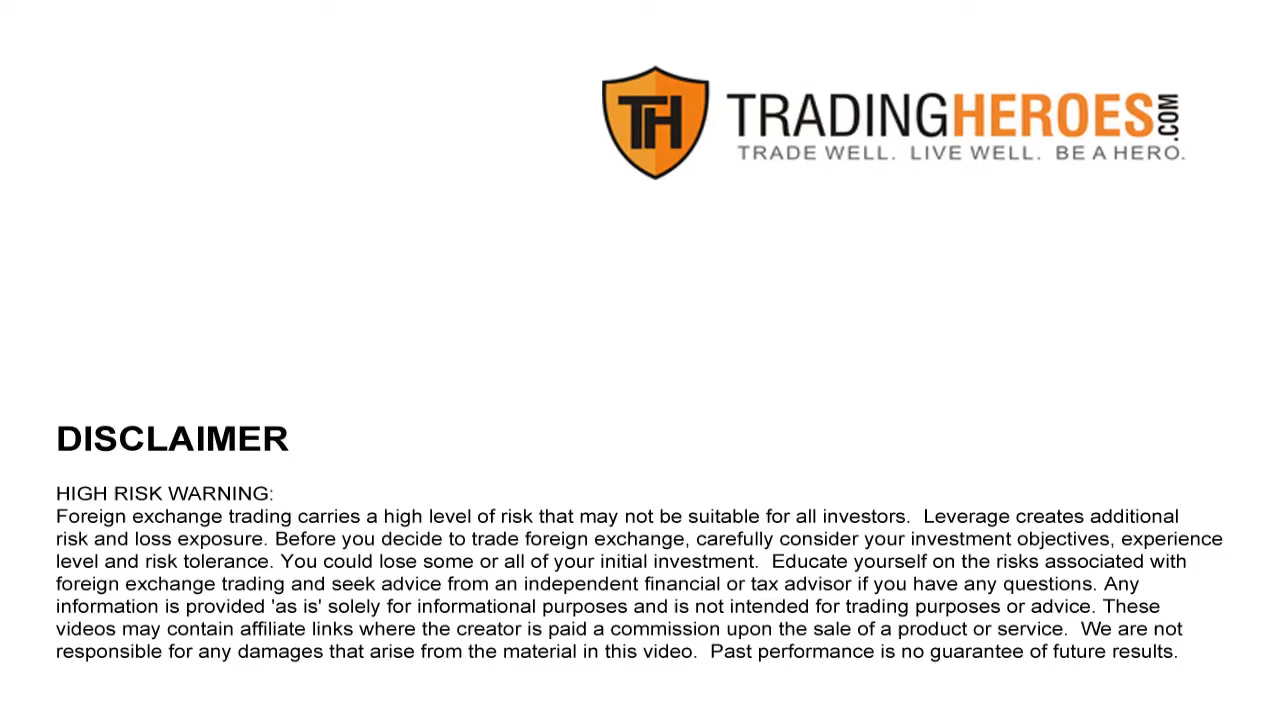 TH TRADINGHEROES.COM
TRADE WELL. LIVE WELL. BE A HERO.
DISCLAIMER
HIGH RISK WARNING:
Foreign exchange trading carries a high level of risk that may not be suitable for all investors.  Leverage creates additional
risk and loss exposure. Before you decide to trade foreign exchange, carefully consider your investment objectives, experience
level and risk tolerance. You could lose some or all of your initial investment.  Educate yourself on the risks associated with
foreign exchange trading and seek advice from an independent financial or tax advisor if you have any questions. Any
information is provided 'as is' solely for informational purposes and is not intended for trading purposes or advice. These
videos may contain affiliate links where the creator is paid a commission upon the sale of a product or service.  We are not
responsible for any damages that arise from the material in this video.  Past performance is no guarantee of future results.